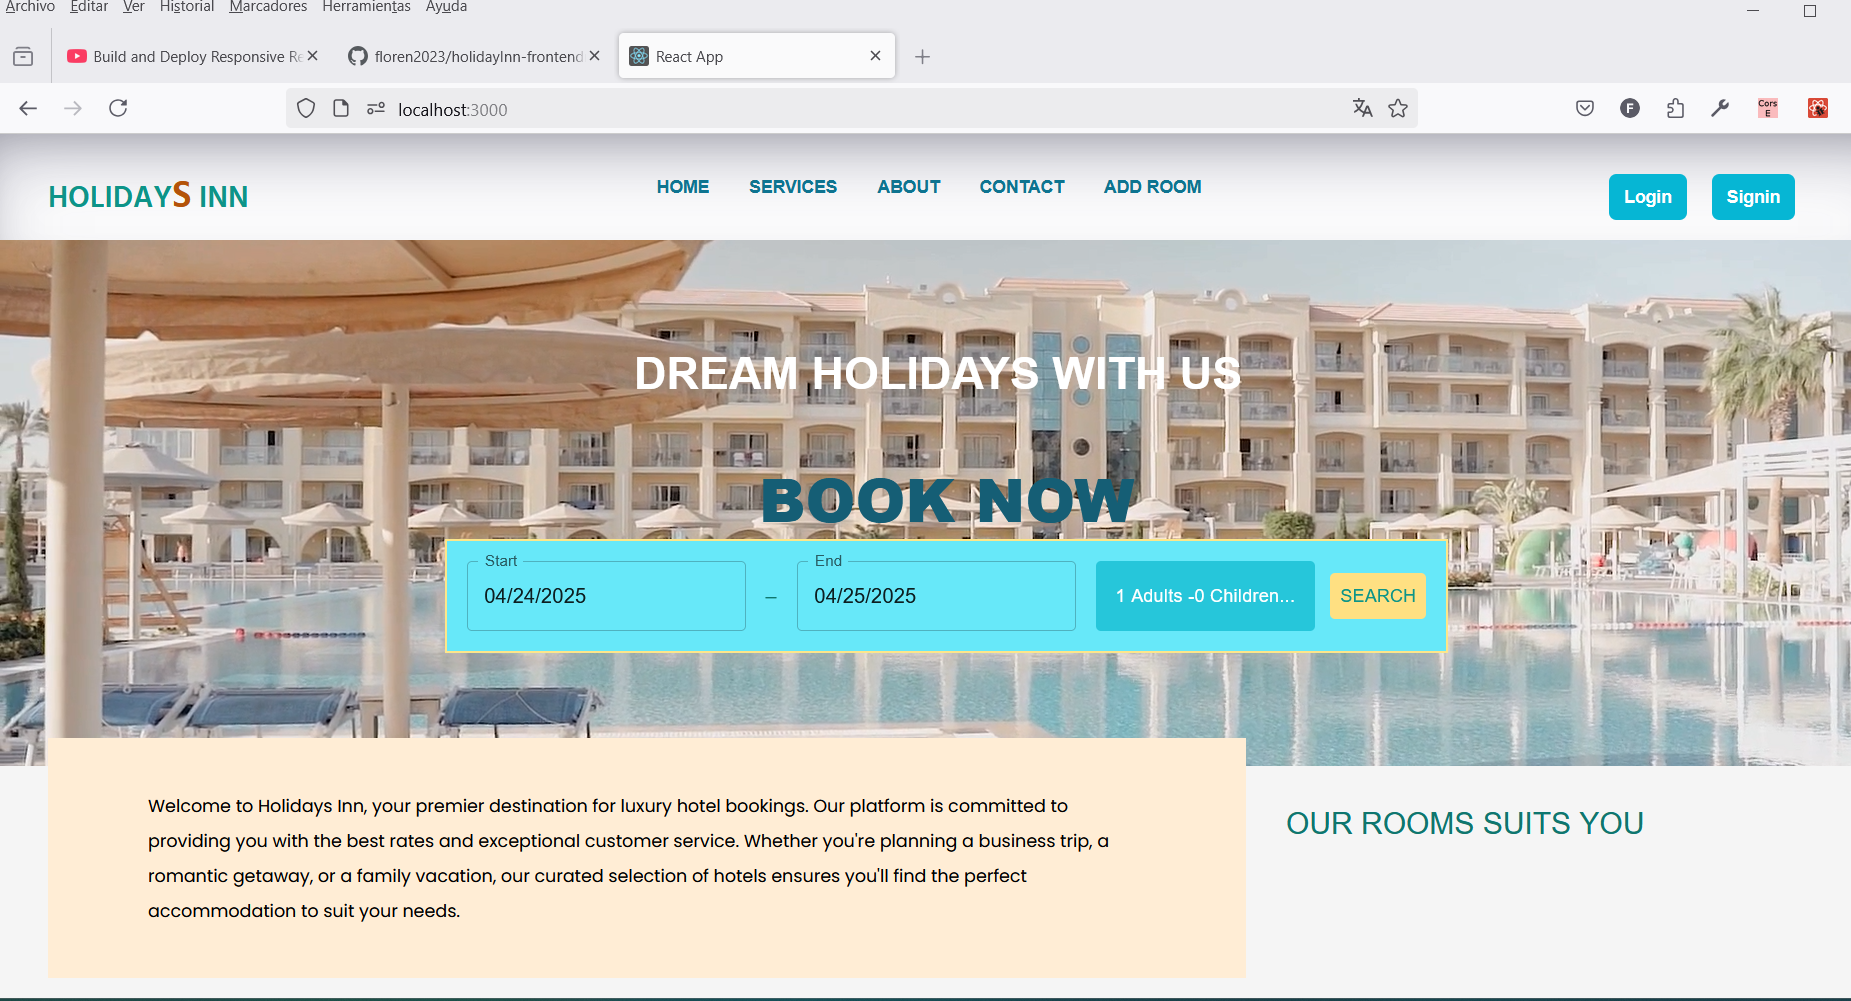 Archivo Editar Ver Historial Marcadores Herramientas Ayuda
Build and Deploy Responsive Re
floren2023/holidayInn-frontend
React App
localhost:3000
F
Cors E
HOLIDAYS INN
HOME SERVICES ABOUT CONTACT ADD ROOM
Login Signin
DREAM HOLIDAYS WITH US
BOOK NOW
Start End
04/24/2025 – 04/25/2025 1 Adults -0 Children... SEARCH
Welcome to Holidays Inn, your premier destination for luxury hotel bookings. Our platform is committed to
providing you with the best rates and exceptional customer service. Whether you're planning a business trip, a
romantic getaway, or a family vacation, our curated selection of hotels ensures you'll find the perfect
accommodation to suit your needs.
OUR ROOMS SUITS YOU